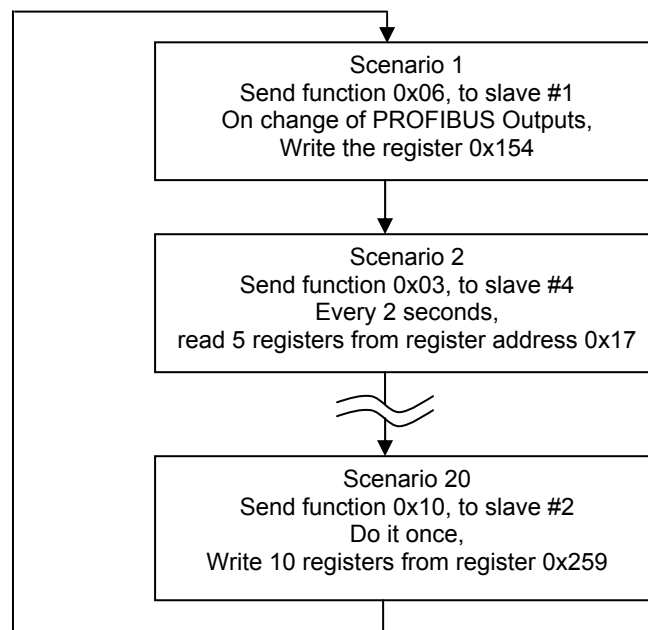 Scenario 1
Send function 0x06, to slave #1
On change of PROFIBUS Outputs,
Write the register 0x154
Scenario 2
Send function 0x03, to slave #4
Every 2 seconds,
read 5 registers from register address 0x17
Scenario 20
Send function 0x10, to slave #2
Do it once,
Write 10 registers from register 0x259